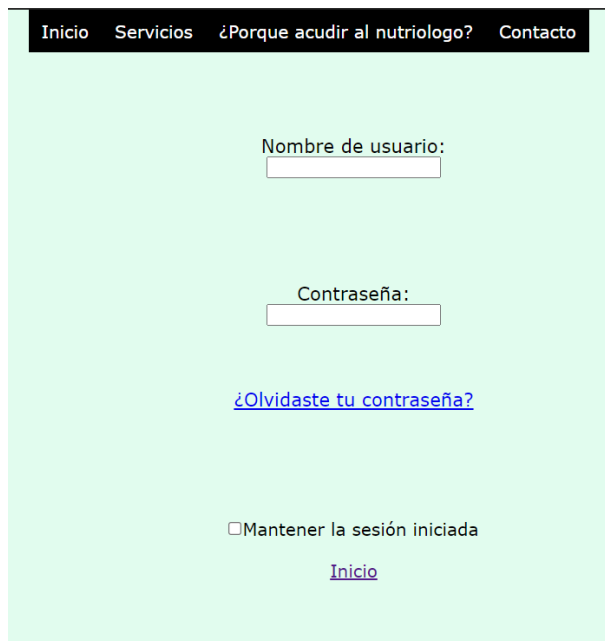 Inicio Servicios ¿Porque acudir al nutriologo? Contacto
Nombre de usuario:
Contraseña:
¿Olvidaste tu contraseña?
Mantener la sesión iniciada
Inicio